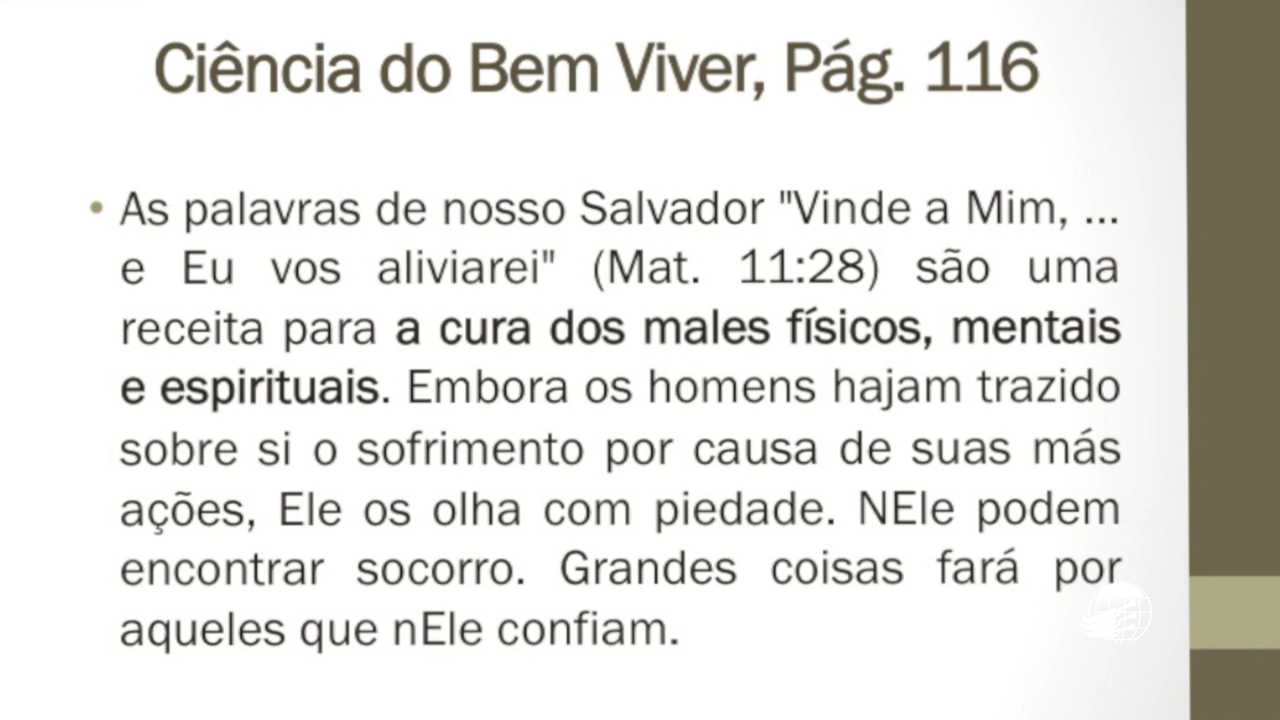 Ciência do Bem Viver, Pág. 116
• As palavras de nosso Salvador "Vinde a Mim, ...
e Eu vos aliviarei" (Mat. 11:28) são uma
receita para a cura dos males físicos, mentais
e espirituais. Embora os homens hajam trazido
sobre si o sofrimento por causa de suas más
ações, Ele os olha com piedade. NEle podem
encontrar socorro. Grandes coisas fará por
aqueles que nEle confiam.